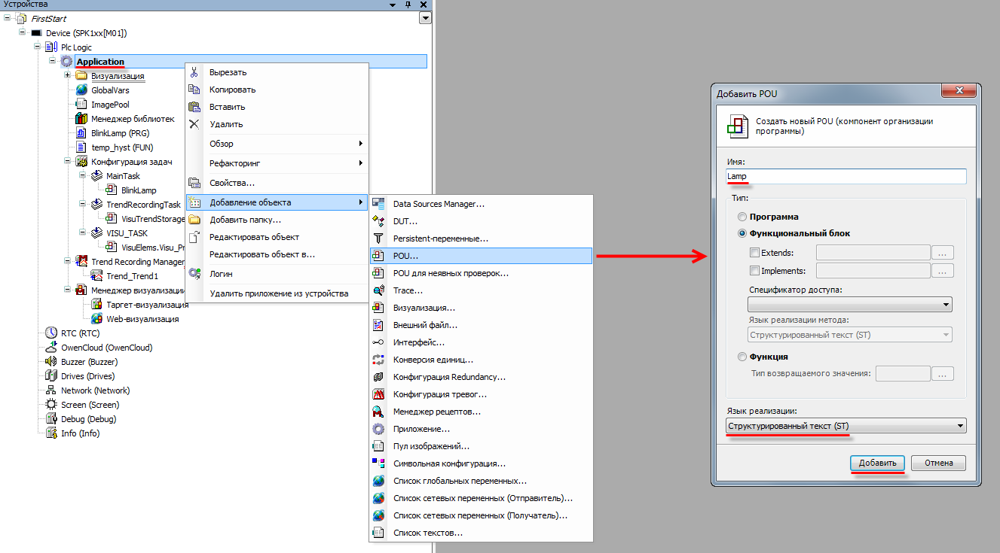 Устройства
FirstStart
Device (SPK1xx[M01])
Plc Logic
Application
Визуализация
GlobalVars
ImagePool
Менеджер библиотек
BlinkLamp (PRG)
temp_hyst (FUN)
Конфигурация задач
MainTask
BlinkLamp
TrendRecordingTask
VisuTrendStorage
VISU_TASK
VisuElems.Visu_Pr
Trend Recording Manager
Trend_Trend1
Менеджер визуализации
Таргет-визуализация
Web-визуализация
RTC (RTC)
OwenCloud (OwenCloud)
Buzzer (Buzzer)
Drives (Drives)
Network (Network)
Screen (Screen)
Debug (Debug)
Info (Info)
Вырезать
Копировать
Вставить
Удалить
Обзор
Рефакторинг
Свойства...
Добавление объекта
Добавить папку...
Редактировать объект
Редактировать объект в...
Логин
Удалить приложение из устройства
Data Sources Manager...
DUT...
Persistent-переменные...
POU...
POU для неявных проверок...
Trace...
Визуализация...
Внешний файл...
Интерфейс...
Конверсия единиц...
Конфигурация Redundancy...
Конфигурация тревог...
Менеджер рецептов...
Приложение...
Пул изображений...
Символьная конфигурация...
Список глобальных переменных...
Список сетевых переменных (Отправитель)...
Список сетевых переменных (Получатель)...
Список текстов...
Добавить POU
Создать новый POU (компонент организации
программы)
Имя:
Lamp
Тип:
Программа
Функциональный блок
Extends:
...
Implements:
...
Спецификатор доступа:
Язык реализации метода:
Структурированный текст (ST)
Функция
Тип возвращаемого значения:
...
Язык реализации:
Структурированный текст (ST)
Добавить
Отмена